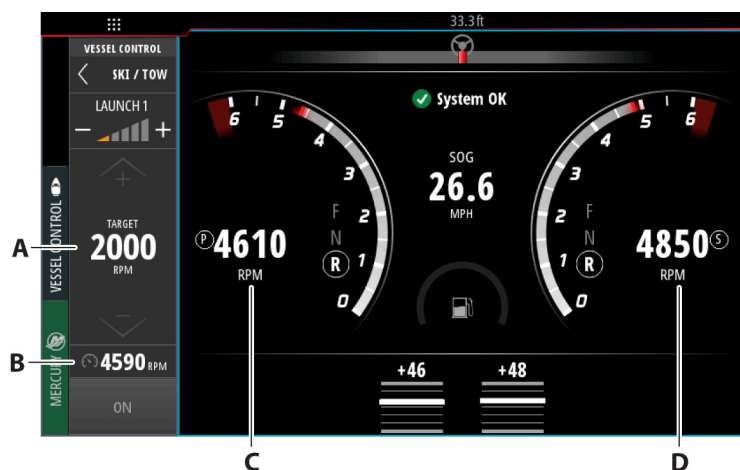 33.3 ft
VESSEL CONTROL
SKI / TOW
LAUNCH 1
− +
+
TARGET
2000
RPM
−
4590 RPM
ON
VESSEL CONTROL
MERCURY
System OK
SOG
26.6
MPH
6 5 4 3 2 1 0
F
N
R
P 4610
RPM
5 6 4 3 2 1 0
F
N
R
4850 S
RPM
+46 +48
A
B
C
D